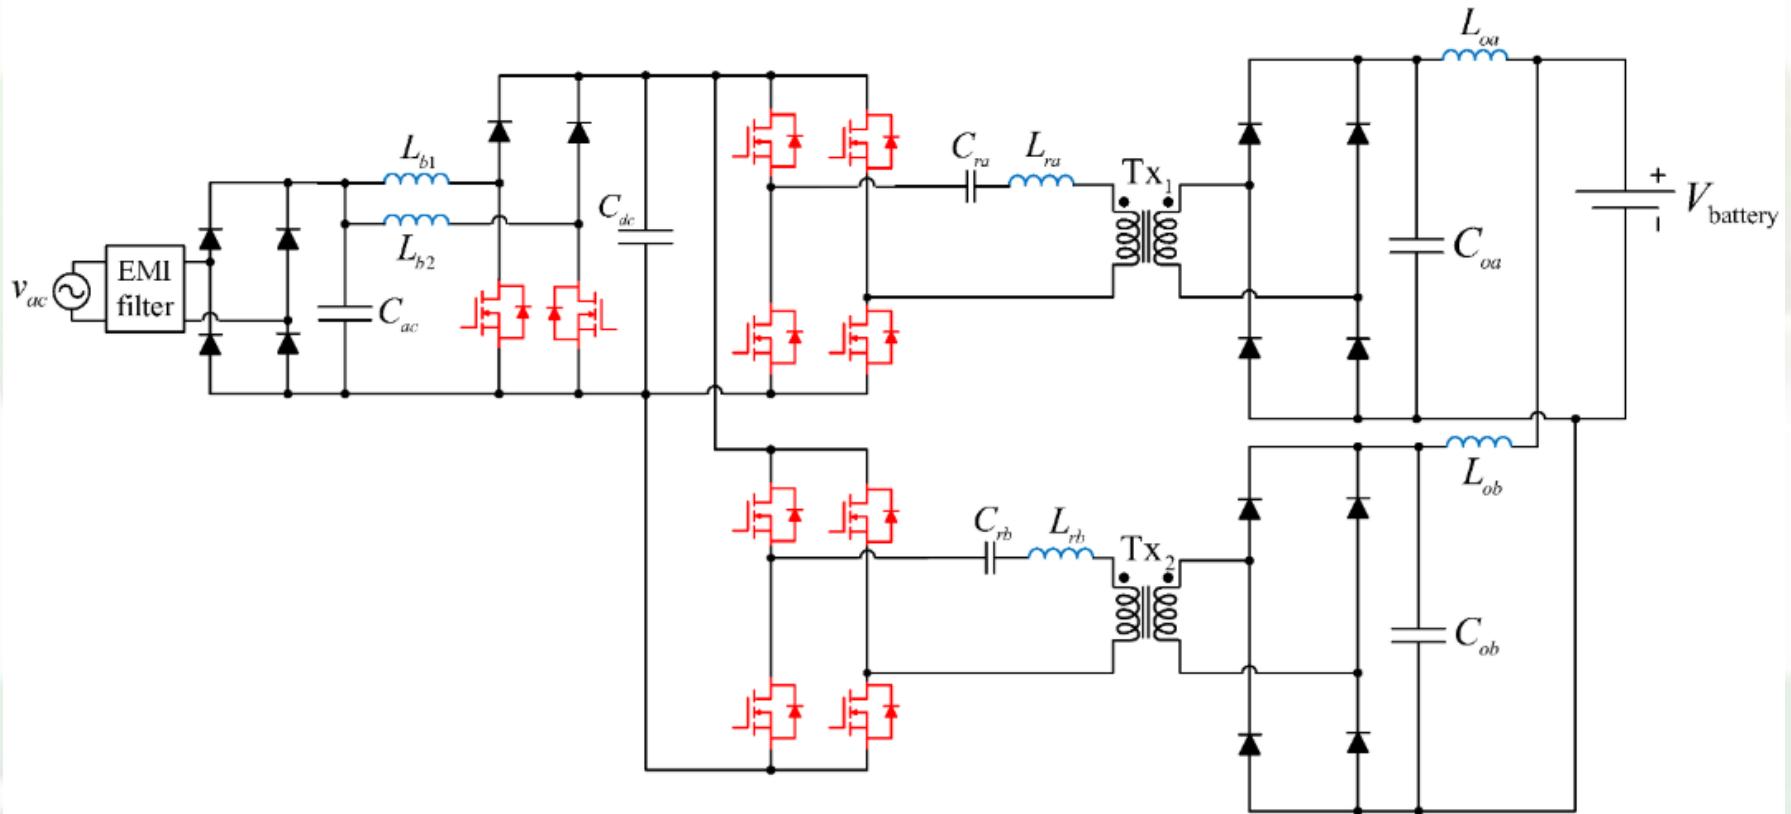 L_oa
L_b1
C_ra
L_ra
Tx_1
+
V_battery
C_dc
L_b2
EMI
filter
v_ac
C_ac
C_oa
L_ob
C_rb
L_rb
Tx_2
C_ob